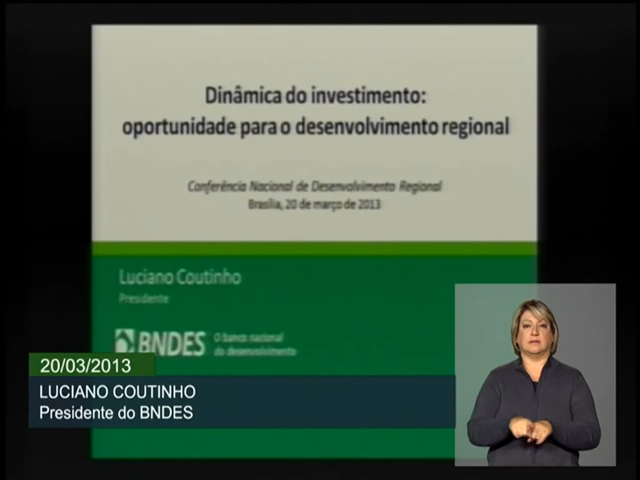 Dinâmica do investimento:
oportunidade para o desenvolvimento regional
Conferência Nacional de Desenvolvimento Regional
Brasília, 20 de março de 2013
Luciano Coutinho
Presidente
BNDES
O banco nacional
do desenvolvimento
20/03/2013
LUCIANO COUTINHO
Presidente do BNDES